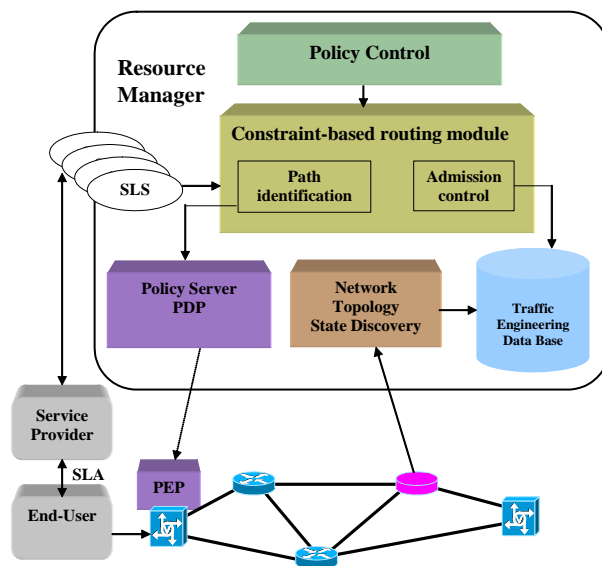 Policy Control
Resource
Manager
Constraint-based routing module
Path
identification
Admission
control
SLS
Policy Server
PDP
Network
Topology
State Discovery
Traffic
Engineering
Data Base
Service
Provider
SLA
PEP
End-User